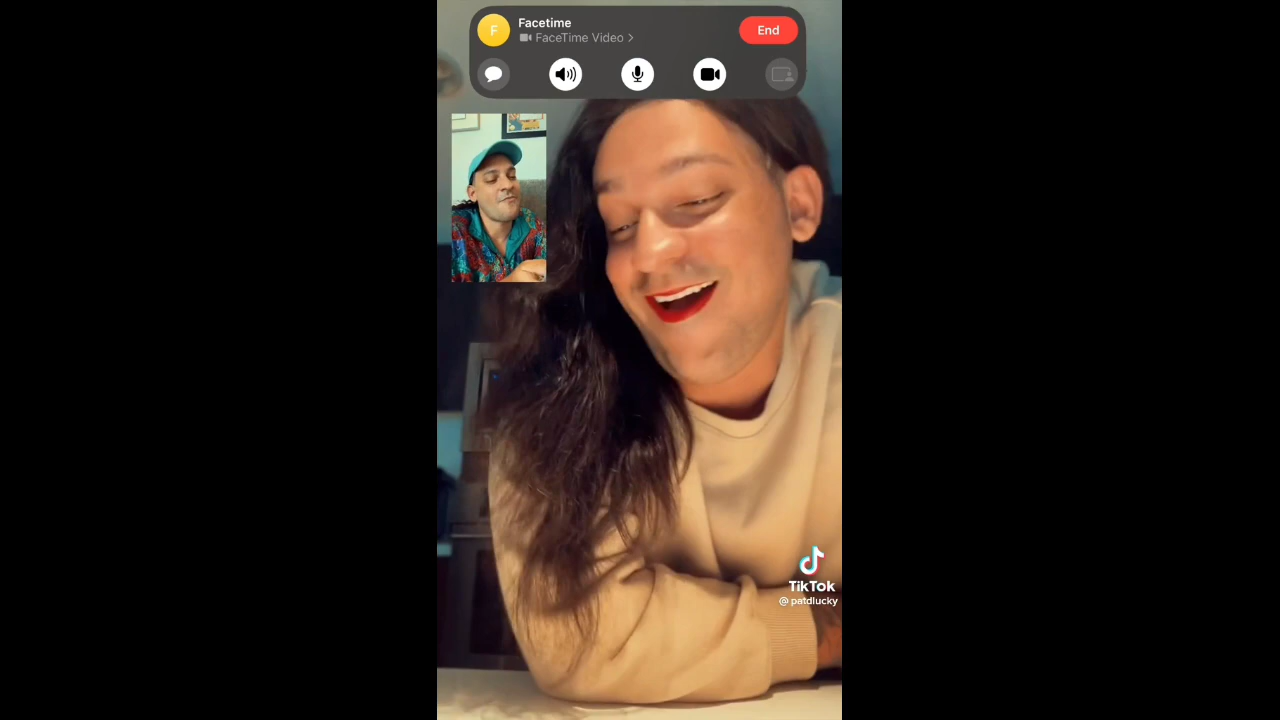 F
Facetime
FaceTime Video
End
TikTok
@ patdlucky